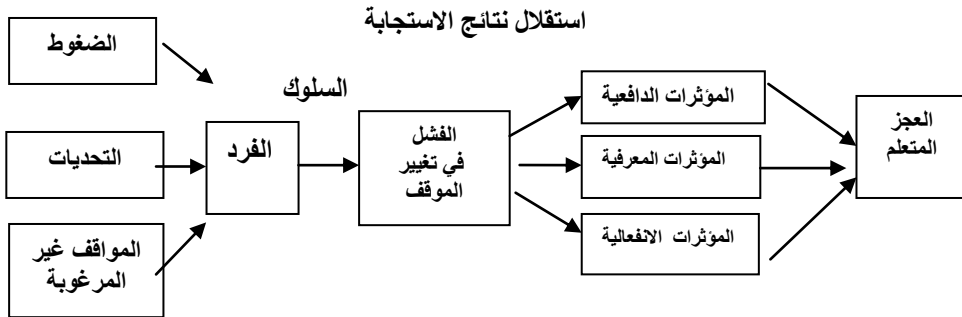 استقلال نتائج الاستجابة
الضغوط
التحديات
المواقف غير
المرغوبة
الفرد
السلوك
الفشل
في تغيير
الموقف
المؤثرات الدافعية
المؤثرات المعرفية
المؤثرات الانفعالية
العجز
المتعلم